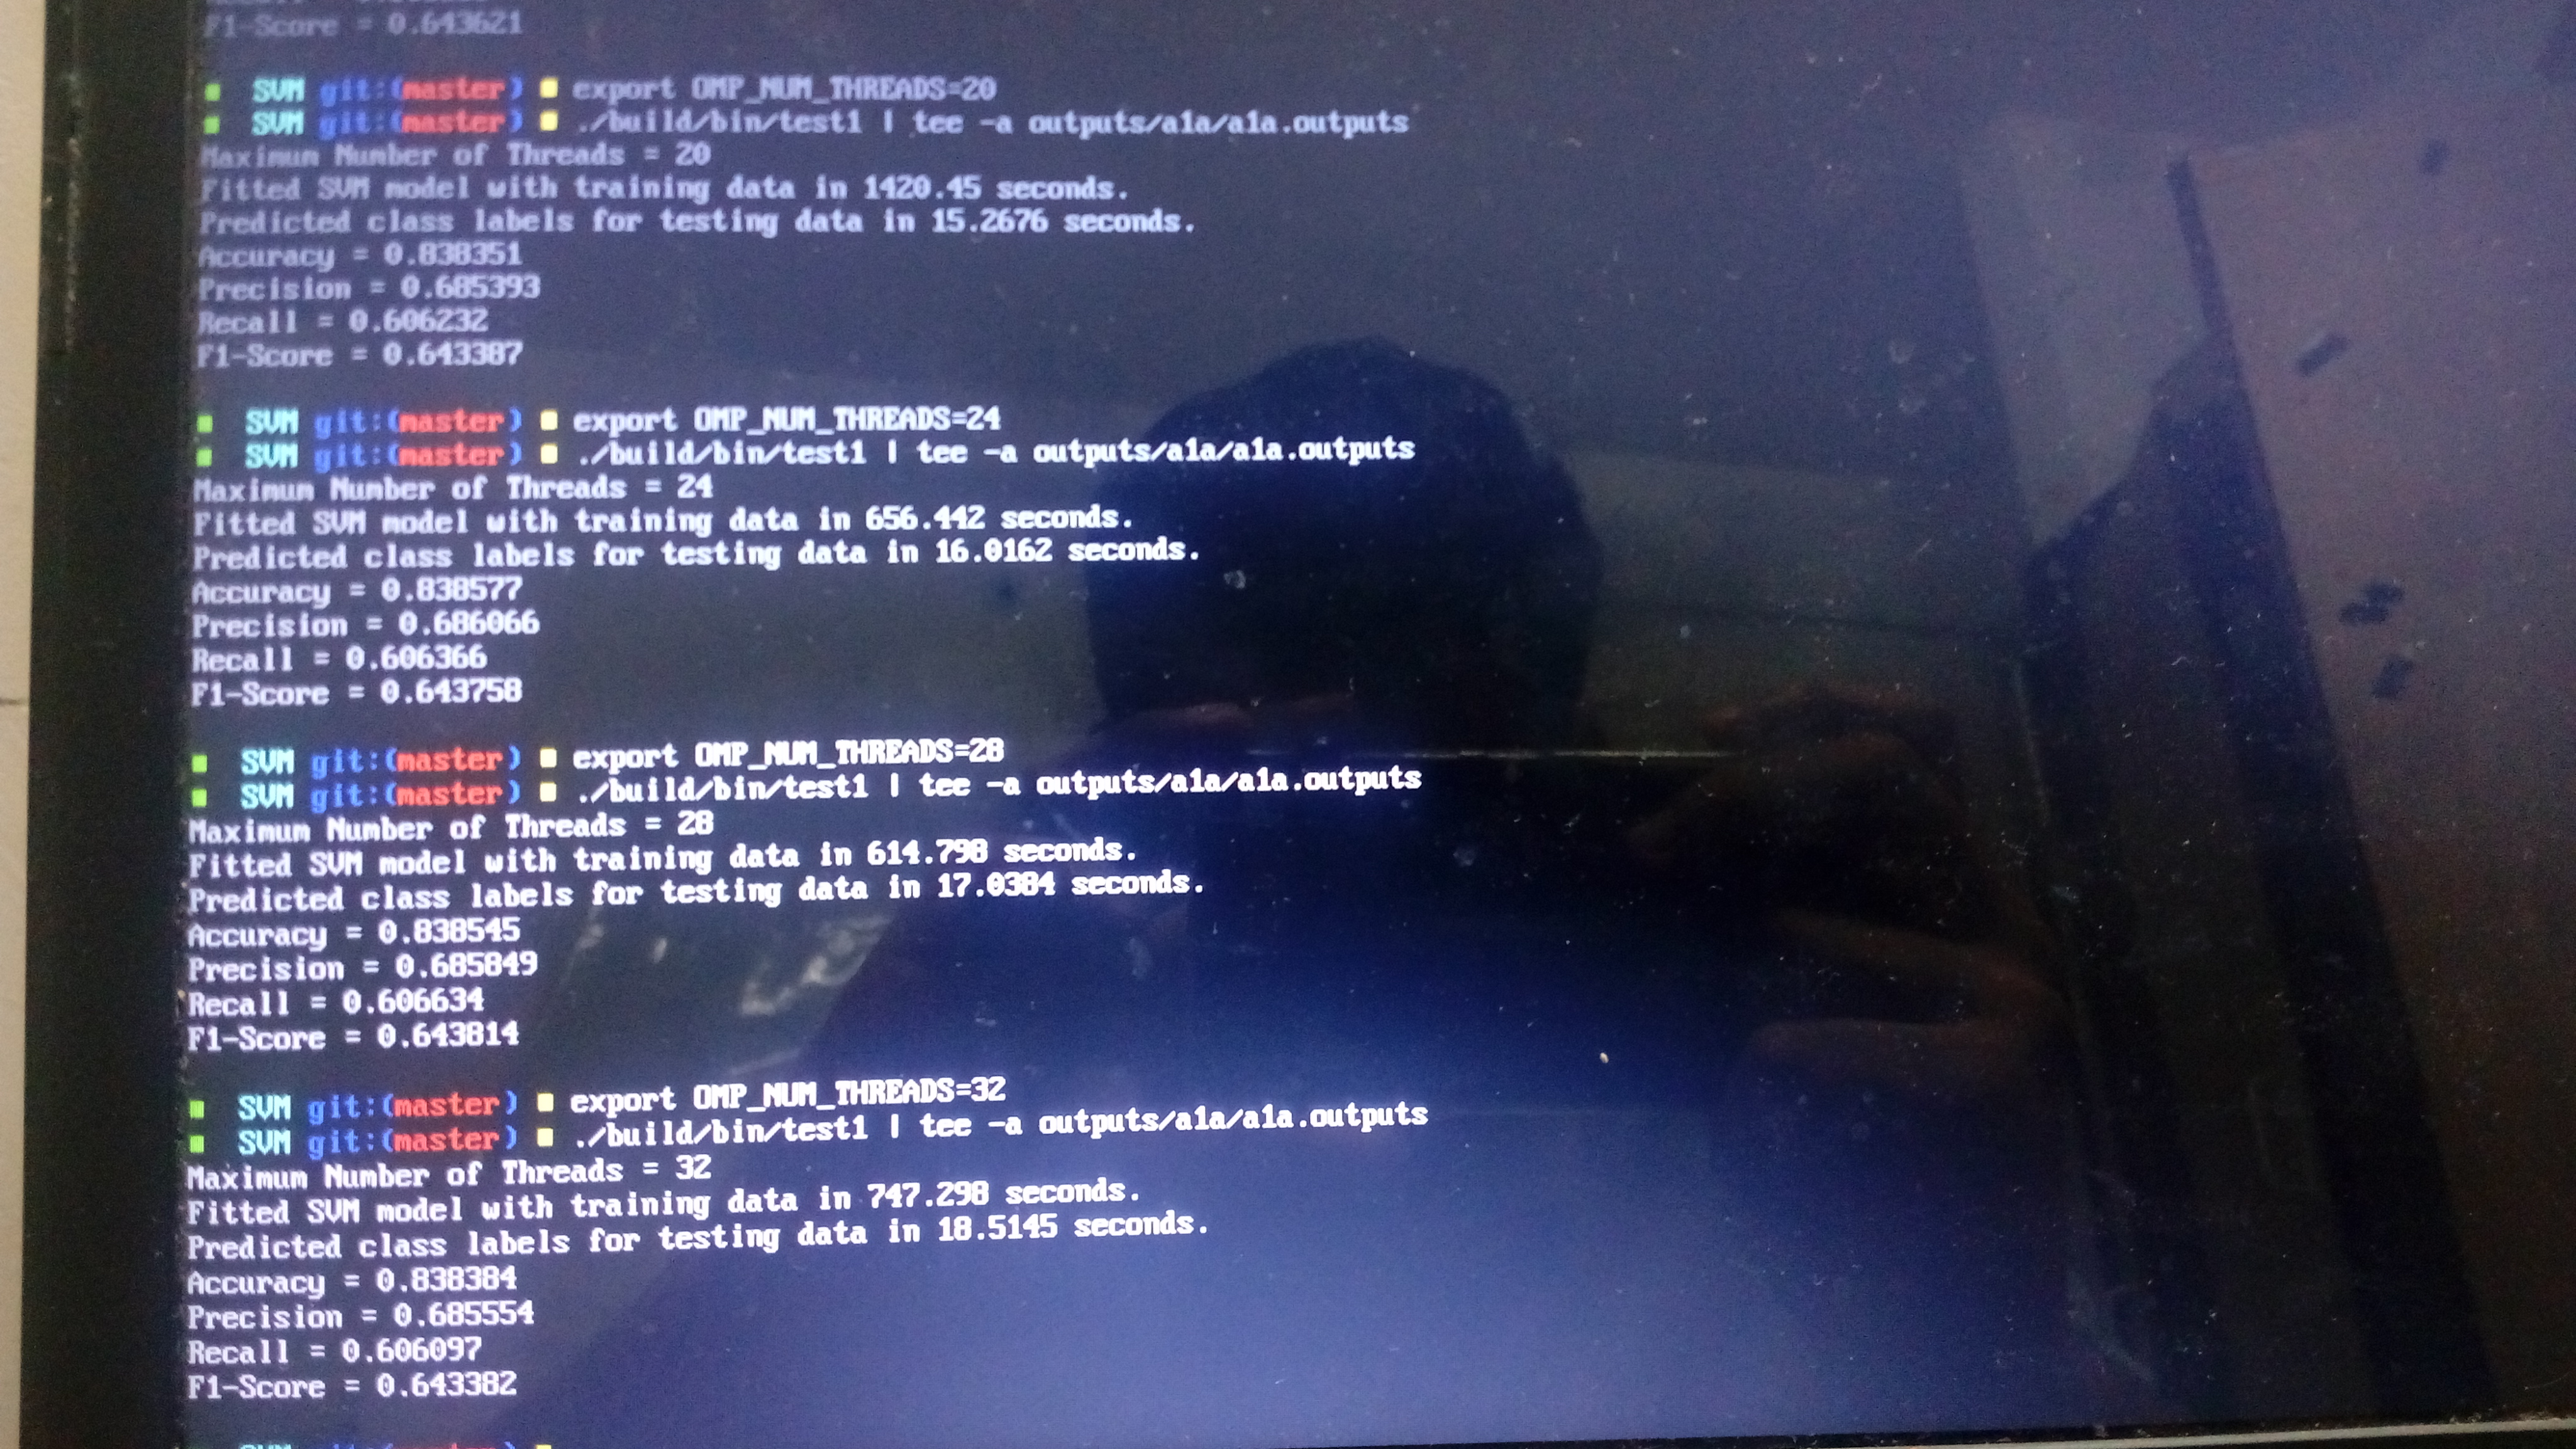 F1-Score = 0.643621
SVM git:(master) export OMP_NUM_THREADS=20
SVM git:(master) ./build/bin/test1 | tee -a outputs/a1a/a1a.outputs
Maximum Number of Threads = 20
Fitted SVM model with training data in 1420.45 seconds.
Predicted class labels for testing data in 15.2676 seconds.
Accuracy = 0.838351
Precision = 0.685393
Recall = 0.606232
F1-Score = 0.643387
SVM git:(master) export OMP_NUM_THREADS=24
SVM git:(master) ./build/bin/test1 | tee -a outputs/a1a/a1a.outputs
Maximum Number of Threads = 24
Fitted SVM model with training data in 656.442 seconds.
Predicted class labels for testing data in 16.0162 seconds.
Accuracy = 0.838577
Precision = 0.686066
Recall = 0.606366
F1-Score = 0.643758
SVM git:(master) export OMP_NUM_THREADS=28
SVM git:(master) ./build/bin/test1 | tee -a outputs/a1a/a1a.outputs
Maximum Number of Threads = 28
Fitted SVM model with training data in 614.798 seconds.
Predicted class labels for testing data in 17.0384 seconds.
Accuracy = 0.838545
Precision = 0.685849
Recall = 0.606634
F1-Score = 0.643814
SVM git:(master) export OMP_NUM_THREADS=32
SVM git:(master) ./build/bin/test1 | tee -a outputs/a1a/a1a.outputs
Maximum Number of Threads = 32
Fitted SVM model with training data in 747.298 seconds.
Predicted class labels for testing data in 18.5145 seconds.
Accuracy = 0.838384
Precision = 0.685554
Recall = 0.606097
F1-Score = 0.643382
SVM git:(master)